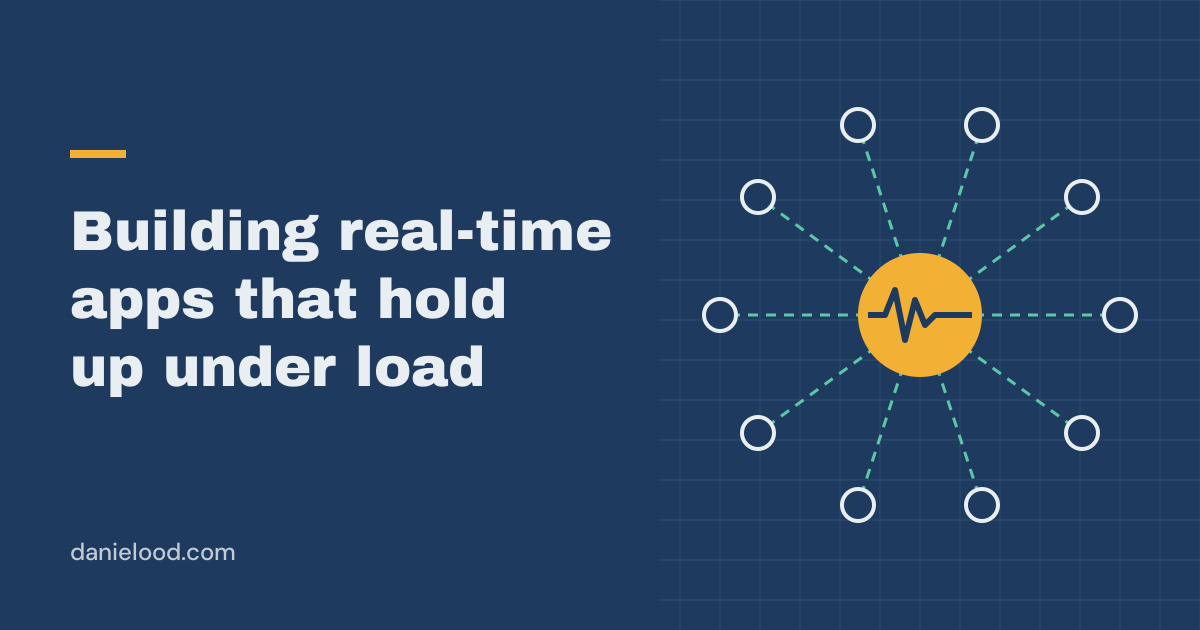 Building real-time
apps that hold
up under load
danielood.com